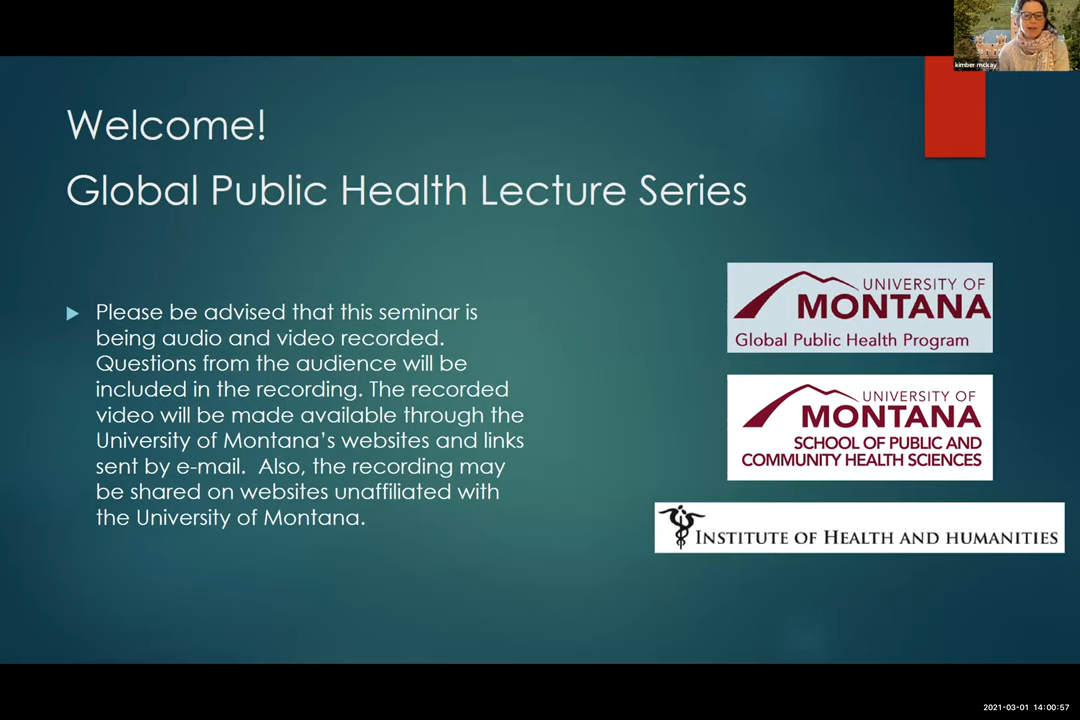 kimber mckay
Welcome!
Global Public Health Lecture Series
Please be advised that this seminar is
being audio and video recorded.
Questions from the audience will be
included in the recording. The recorded
video will be made available through the
University of Montana’s websites and links
sent by e-mail.  Also, the recording may
be shared on websites unaffiliated with
the University of Montana.
UNIVERSITY OF
MONTANA
Global Public Health Program
UNIVERSITY OF
MONTANA
SCHOOL OF PUBLIC AND
COMMUNITY HEALTH SCIENCES
INSTITUTE OF HEALTH AND HUMANITIES
2021-03-01 14:00:57